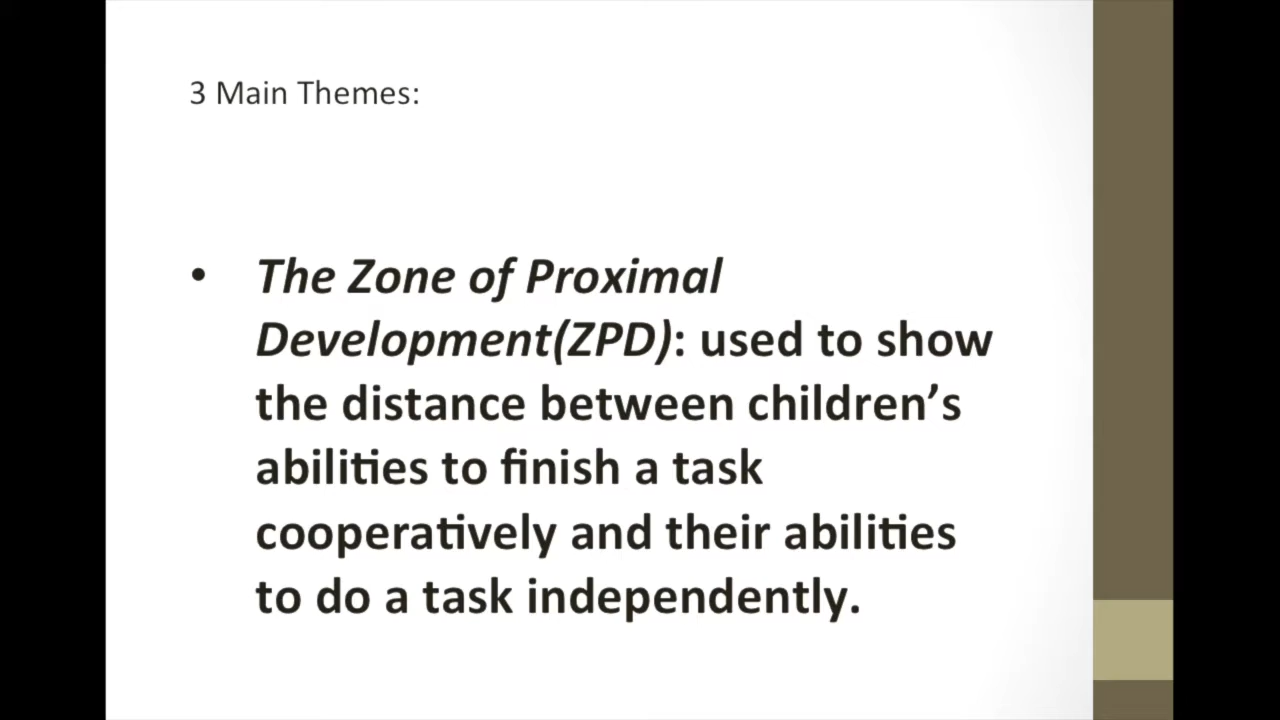 3 Main Themes:
• The Zone of Proximal
Development(ZPD): used to show
the distance between children’s
abilities to finish a task
cooperatively and their abilities
to do a task independently.